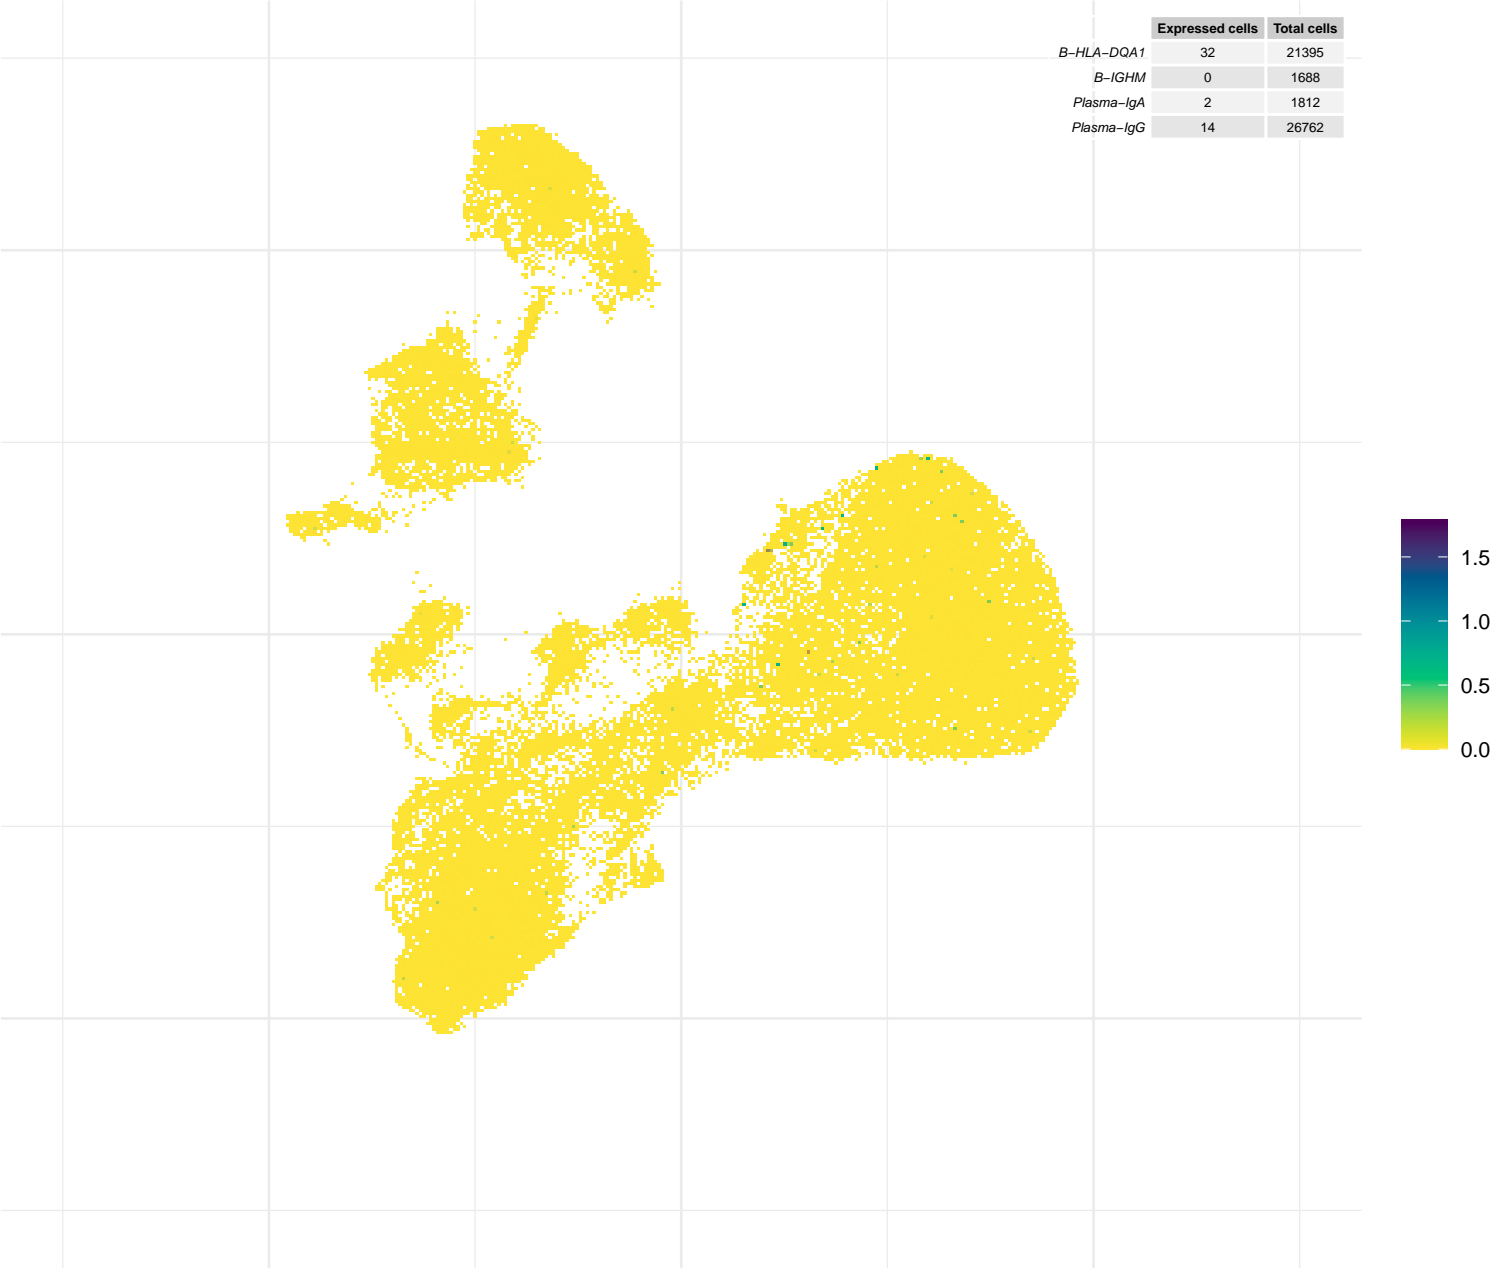 Expressed cells Total cells
B−HLA−DQA1 32 21395
B−IGHM 0 1688
Plasma−IgA 2 1812
Plasma−IgG 14 26762
1.5
1.0
0.5
0.0